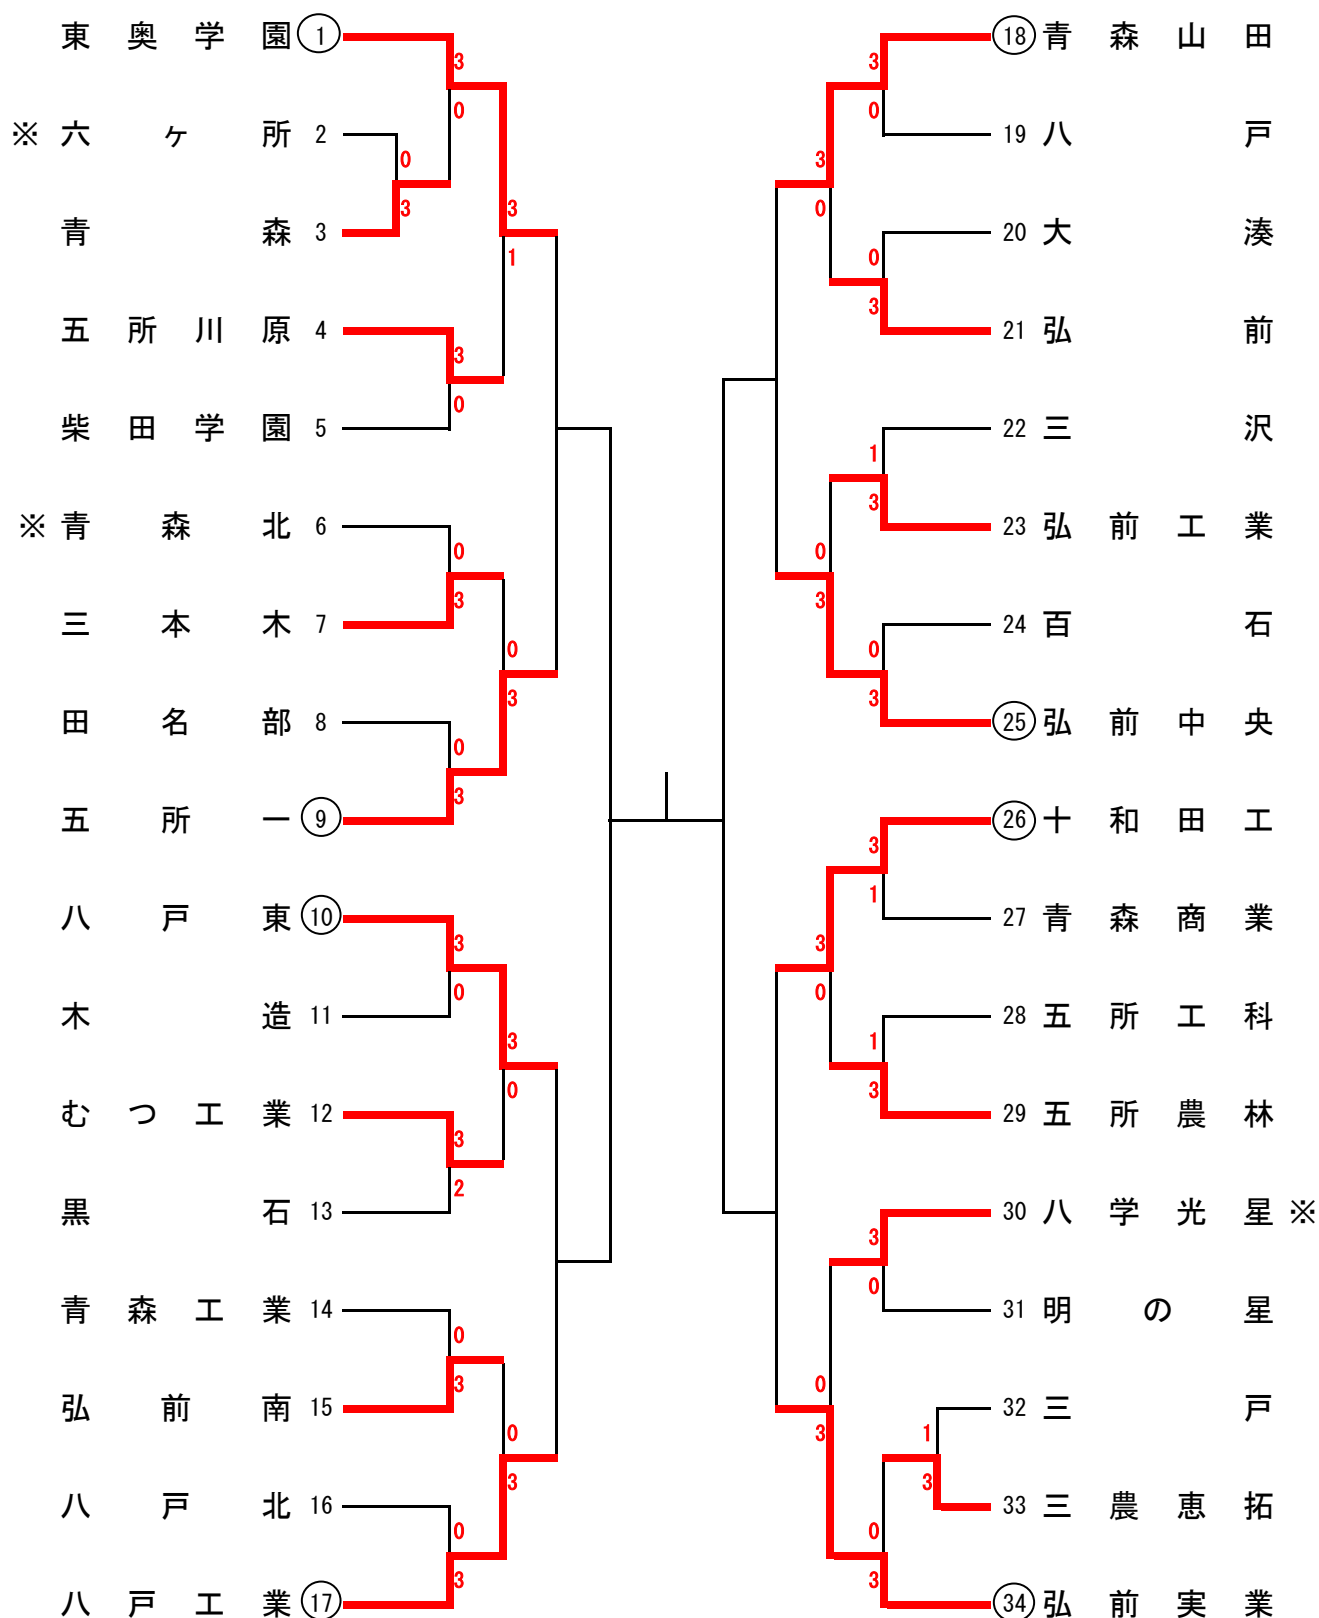 東奥学園 1
※ 六ヶ所 2
青森 3
五所川原 4
柴田学園 5
※ 青森北 6
三本木 7
田名部 8
五所一 9
八戸東 10
木造 11
むつ工業 12
黒石 13
青森工業 14
弘前南 15
八戸北 16
八戸工業 17
3
0
0
3
3
1
3
0
0
3
0
3
0
3
3
0
3
0
3
2
0
3
0
3
0
3
18 青森山田
19 八戸
20 大湊
21 弘前
22 三沢
23 弘前工業
24 百石
25 弘前中央
26 十和田工
27 青森商業
28 五所工科
29 五所農林
30 八学光星 ※
31 明の星
32 三戸
33 三農恵拓
34 弘前実業
3
0
3
0
0
3
1
3
0
3
0
3
3
1
3
0
1
3
3
0
0
3
1
3
0
3